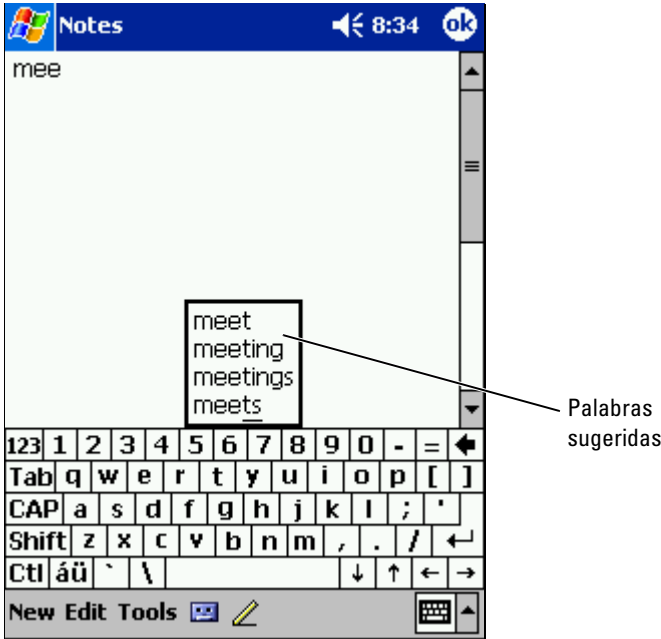 Notes 8:34 ok
mee
meet
meeting
meetings
meets
Palabras
sugeridas
123 1 2 3 4 5 6 7 8 9 0 - =
Tab q w e r t y u i o p [ ]
CAP a s d f g h j k l ; '
Shift z x c v b n m , . /
Ctl áü ` \ ↓ ↑ ← →
New Edit Tools